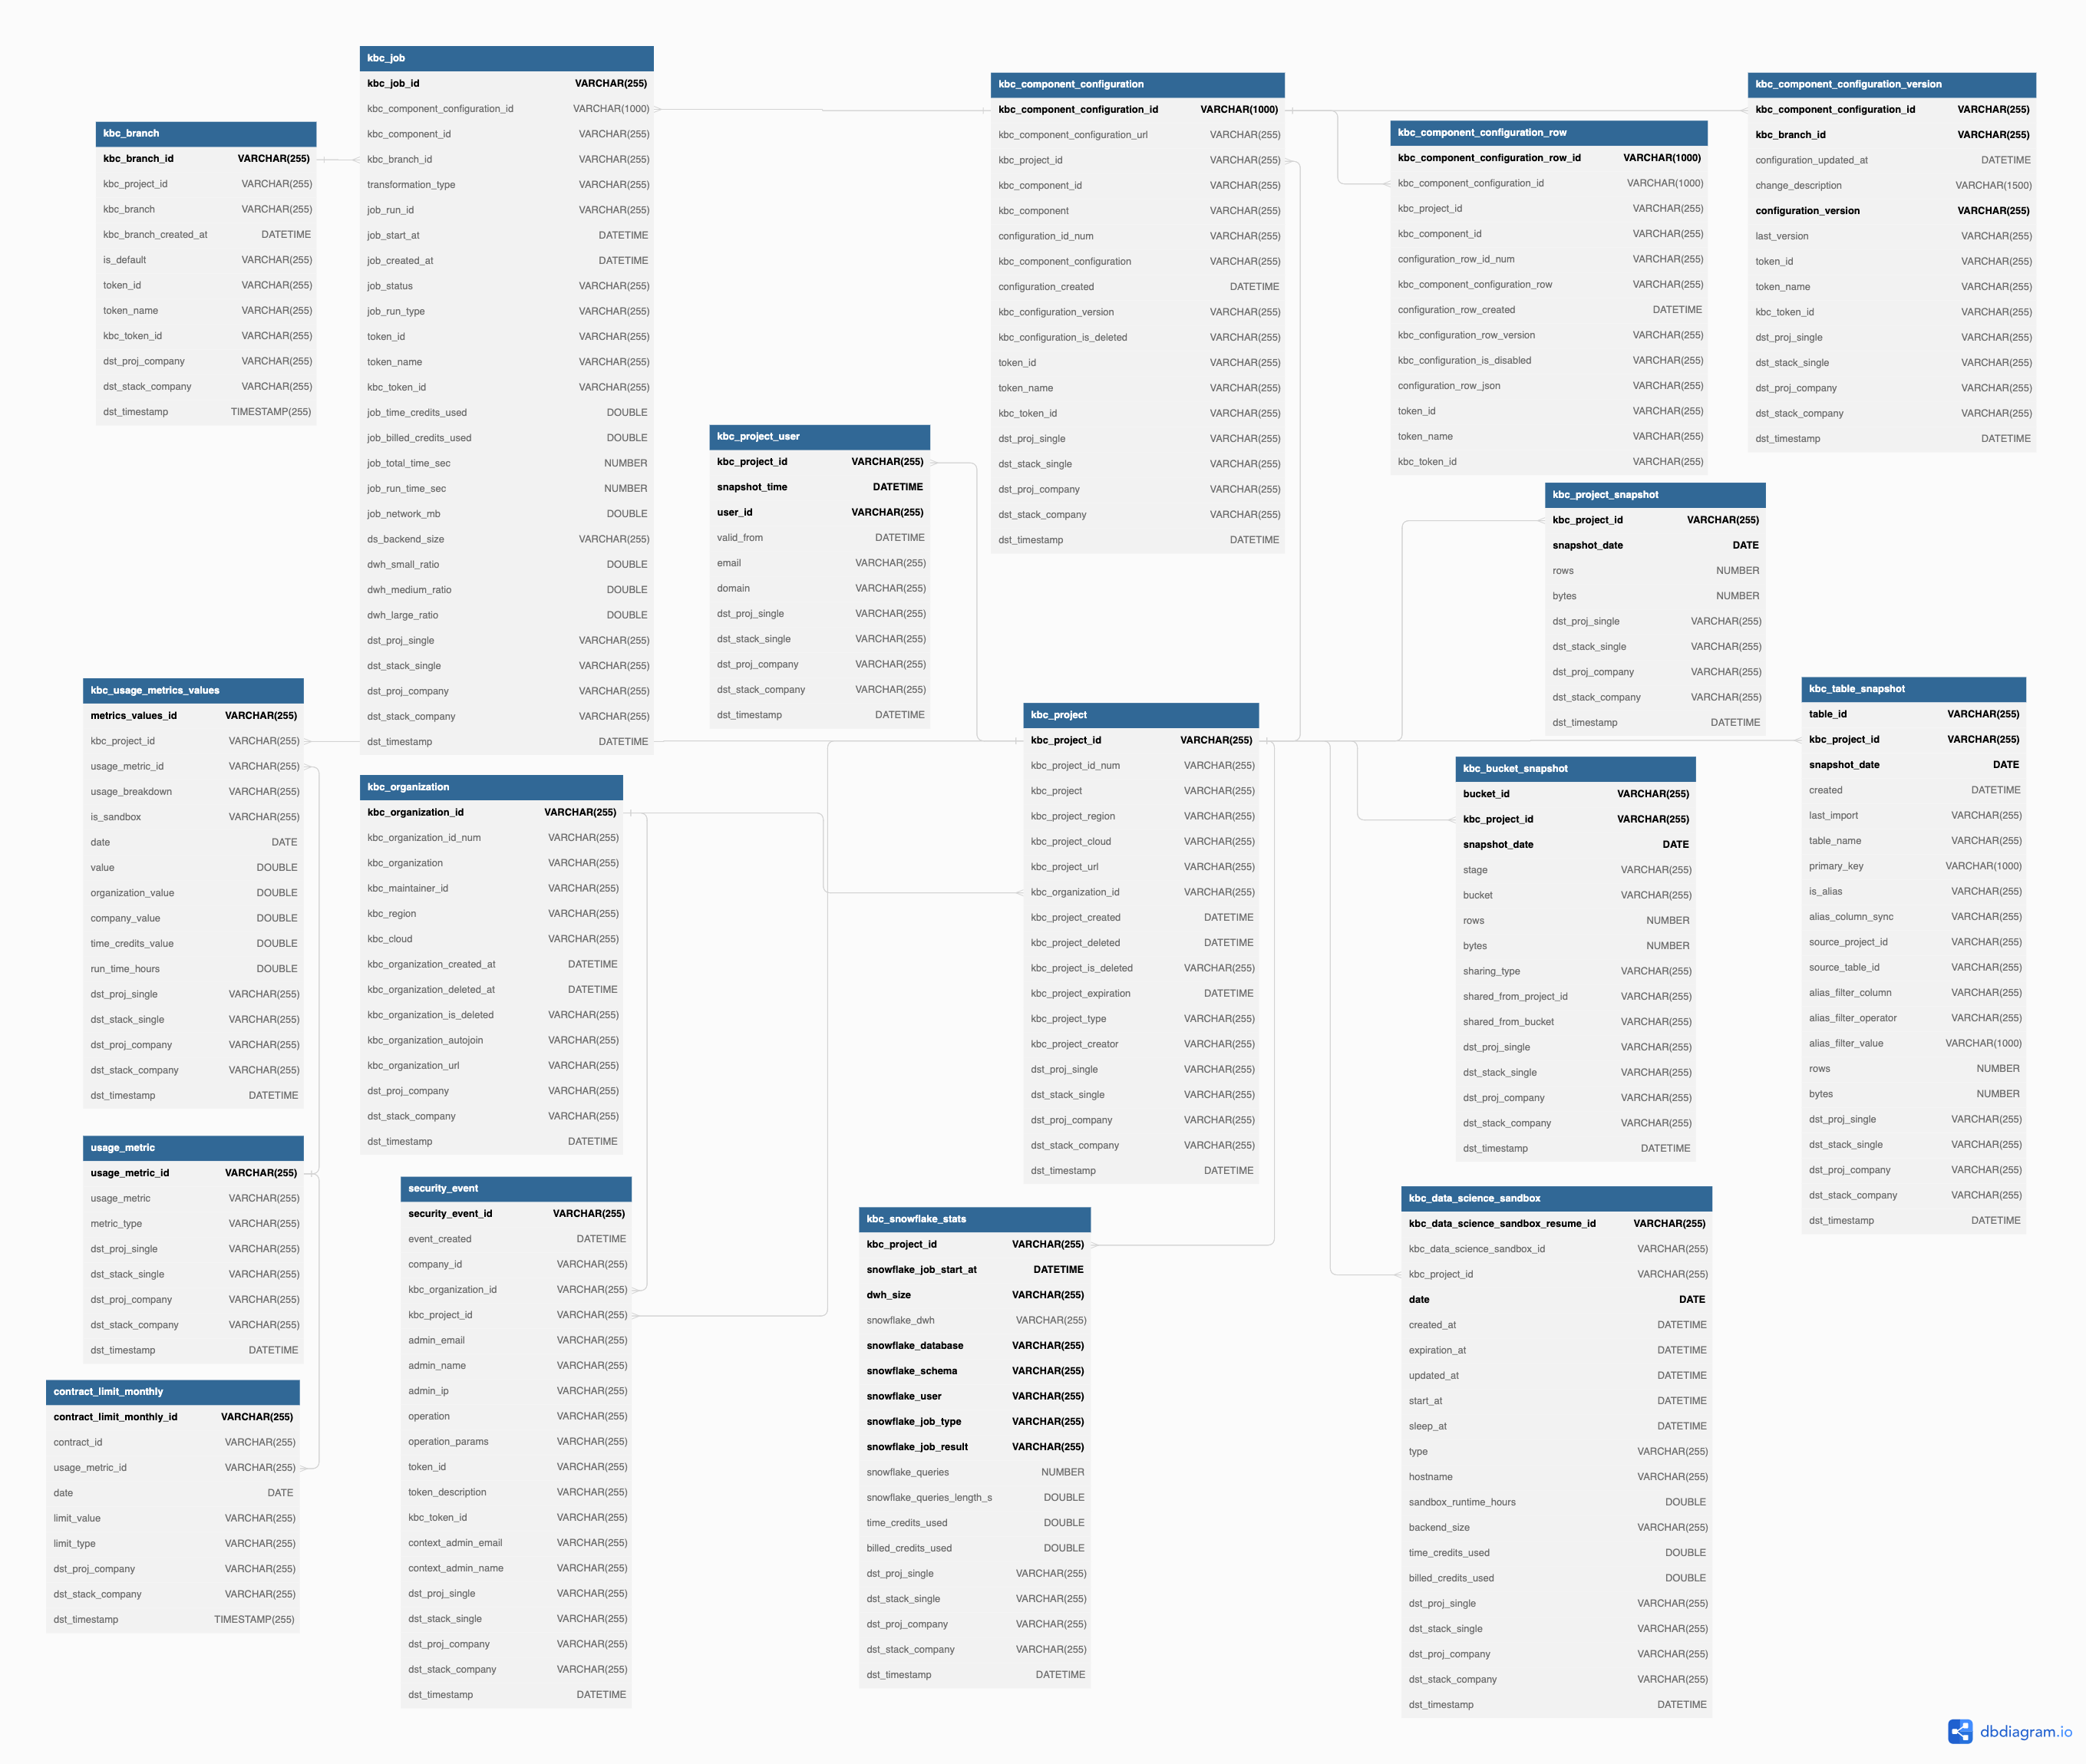 kbc_job
kbc_job_id VARCHAR(255)
kbc_component_configuration_id VARCHAR(1000)
kbc_component_id VARCHAR(255)
kbc_branch_id VARCHAR(255)
transformation_type VARCHAR(255)
job_run_id VARCHAR(255)
job_start_at DATETIME
job_created_at DATETIME
job_status VARCHAR(255)
job_run_type VARCHAR(255)
token_id VARCHAR(255)
token_name VARCHAR(255)
kbc_token_id VARCHAR(255)
job_time_credits_used DOUBLE
job_billed_credits_used DOUBLE
job_total_time_sec NUMBER
job_run_time_sec NUMBER
job_network_mb DOUBLE
ds_backend_size VARCHAR(255)
dwh_small_ratio DOUBLE
dwh_medium_ratio DOUBLE
dwh_large_ratio DOUBLE
dst_proj_single VARCHAR(255)
dst_stack_single VARCHAR(255)
dst_proj_company VARCHAR(255)
dst_stack_company VARCHAR(255)
dst_timestamp DATETIME
kbc_component_configuration
kbc_component_configuration_id VARCHAR(1000)
kbc_component_configuration_url VARCHAR(255)
kbc_project_id VARCHAR(255)
kbc_component_id VARCHAR(255)
kbc_component VARCHAR(255)
configuration_id_num VARCHAR(255)
kbc_component_configuration VARCHAR(255)
configuration_created DATETIME
kbc_configuration_version VARCHAR(255)
kbc_configuration_is_deleted VARCHAR(255)
token_id VARCHAR(255)
token_name VARCHAR(255)
kbc_token_id VARCHAR(255)
dst_proj_single VARCHAR(255)
dst_stack_single VARCHAR(255)
dst_proj_company VARCHAR(255)
dst_stack_company VARCHAR(255)
dst_timestamp DATETIME
kbc_component_configuration_version
kbc_component_configuration_id VARCHAR(255)
kbc_branch_id VARCHAR(255)
configuration_updated_at DATETIME
change_description VARCHAR(1500)
configuration_version VARCHAR(255)
last_version VARCHAR(255)
token_id VARCHAR(255)
token_name VARCHAR(255)
kbc_token_id VARCHAR(255)
dst_proj_single VARCHAR(255)
dst_stack_single VARCHAR(255)
dst_proj_company VARCHAR(255)
dst_stack_company VARCHAR(255)
dst_timestamp DATETIME
kbc_branch
kbc_branch_id VARCHAR(255)
kbc_project_id VARCHAR(255)
kbc_branch VARCHAR(255)
kbc_branch_created_at DATETIME
is_default VARCHAR(255)
token_id VARCHAR(255)
token_name VARCHAR(255)
kbc_token_id VARCHAR(255)
dst_proj_company VARCHAR(255)
dst_stack_company VARCHAR(255)
dst_timestamp TIMESTAMP(255)
kbc_component_configuration_row
kbc_component_configuration_row_id VARCHAR(1000)
kbc_component_configuration_id VARCHAR(1000)
kbc_project_id VARCHAR(255)
kbc_component_id VARCHAR(255)
configuration_row_id_num VARCHAR(255)
kbc_component_configuration_row VARCHAR(255)
configuration_row_created DATETIME
kbc_configuration_row_version VARCHAR(255)
kbc_configuration_is_disabled VARCHAR(255)
configuration_row_json VARCHAR(255)
token_id VARCHAR(255)
token_name VARCHAR(255)
kbc_token_id VARCHAR(255)
kbc_project_user
kbc_project_id VARCHAR(255)
snapshot_time DATETIME
user_id VARCHAR(255)
valid_from DATETIME
email VARCHAR(255)
domain VARCHAR(255)
dst_proj_single VARCHAR(255)
dst_stack_single VARCHAR(255)
dst_proj_company VARCHAR(255)
dst_stack_company VARCHAR(255)
dst_timestamp DATETIME
kbc_project_snapshot
kbc_project_id VARCHAR(255)
snapshot_date DATE
rows NUMBER
bytes NUMBER
dst_proj_single VARCHAR(255)
dst_stack_single VARCHAR(255)
dst_proj_company VARCHAR(255)
dst_stack_company VARCHAR(255)
dst_timestamp DATETIME
kbc_usage_metrics_values
metrics_values_id VARCHAR(255)
kbc_project_id VARCHAR(255)
usage_metric_id VARCHAR(255)
usage_breakdown VARCHAR(255)
is_sandbox VARCHAR(255)
date DATE
value DOUBLE
organization_value DOUBLE
company_value DOUBLE
time_credits_value DOUBLE
run_time_hours DOUBLE
dst_proj_single VARCHAR(255)
dst_stack_single VARCHAR(255)
dst_proj_company VARCHAR(255)
dst_stack_company VARCHAR(255)
dst_timestamp DATETIME
kbc_project
kbc_project_id VARCHAR(255)
kbc_project_id_num VARCHAR(255)
kbc_project VARCHAR(255)
kbc_project_region VARCHAR(255)
kbc_project_cloud VARCHAR(255)
kbc_project_url VARCHAR(255)
kbc_organization_id VARCHAR(255)
kbc_project_created DATETIME
kbc_project_deleted DATETIME
kbc_project_is_deleted VARCHAR(255)
kbc_project_expiration DATETIME
kbc_project_type VARCHAR(255)
kbc_project_creator VARCHAR(255)
dst_proj_single VARCHAR(255)
dst_stack_single VARCHAR(255)
dst_proj_company VARCHAR(255)
dst_stack_company VARCHAR(255)
dst_timestamp DATETIME
kbc_table_snapshot
table_id VARCHAR(255)
kbc_project_id VARCHAR(255)
snapshot_date DATE
created DATETIME
last_import VARCHAR(255)
table_name VARCHAR(255)
primary_key VARCHAR(1000)
is_alias VARCHAR(255)
alias_column_sync VARCHAR(255)
source_project_id VARCHAR(255)
source_table_id VARCHAR(255)
alias_filter_column VARCHAR(255)
alias_filter_operator VARCHAR(255)
alias_filter_value VARCHAR(1000)
rows NUMBER
bytes NUMBER
dst_proj_single VARCHAR(255)
dst_stack_single VARCHAR(255)
dst_proj_company VARCHAR(255)
dst_stack_company VARCHAR(255)
dst_timestamp DATETIME
kbc_organization
kbc_organization_id VARCHAR(255)
kbc_organization_id_num VARCHAR(255)
kbc_organization VARCHAR(255)
kbc_maintainer_id VARCHAR(255)
kbc_region VARCHAR(255)
kbc_cloud VARCHAR(255)
kbc_organization_created_at DATETIME
kbc_organization_deleted_at DATETIME
kbc_organization_is_deleted VARCHAR(255)
kbc_organization_autojoin VARCHAR(255)
kbc_organization_url VARCHAR(255)
dst_proj_company VARCHAR(255)
dst_stack_company VARCHAR(255)
dst_timestamp DATETIME
kbc_bucket_snapshot
bucket_id VARCHAR(255)
kbc_project_id VARCHAR(255)
snapshot_date DATE
stage VARCHAR(255)
bucket VARCHAR(255)
rows NUMBER
bytes NUMBER
sharing_type VARCHAR(255)
shared_from_project_id VARCHAR(255)
shared_from_bucket VARCHAR(255)
dst_proj_single VARCHAR(255)
dst_stack_single VARCHAR(255)
dst_proj_company VARCHAR(255)
dst_stack_company VARCHAR(255)
dst_timestamp DATETIME
usage_metric
usage_metric_id VARCHAR(255)
usage_metric VARCHAR(255)
metric_type VARCHAR(255)
dst_proj_single VARCHAR(255)
dst_stack_single VARCHAR(255)
dst_proj_company VARCHAR(255)
dst_stack_company VARCHAR(255)
dst_timestamp DATETIME
security_event
security_event_id VARCHAR(255)
event_created DATETIME
company_id VARCHAR(255)
kbc_organization_id VARCHAR(255)
kbc_project_id VARCHAR(255)
admin_email VARCHAR(255)
admin_name VARCHAR(255)
admin_ip VARCHAR(255)
operation VARCHAR(255)
operation_params VARCHAR(255)
token_id VARCHAR(255)
token_description VARCHAR(255)
kbc_token_id VARCHAR(255)
context_admin_email VARCHAR(255)
context_admin_name VARCHAR(255)
dst_proj_single VARCHAR(255)
dst_stack_single VARCHAR(255)
dst_proj_company VARCHAR(255)
dst_stack_company VARCHAR(255)
dst_timestamp DATETIME
kbc_snowflake_stats
kbc_project_id VARCHAR(255)
snowflake_job_start_at DATETIME
dwh_size VARCHAR(255)
snowflake_dwh VARCHAR(255)
snowflake_database VARCHAR(255)
snowflake_schema VARCHAR(255)
snowflake_user VARCHAR(255)
snowflake_job_type VARCHAR(255)
snowflake_job_result VARCHAR(255)
snowflake_queries NUMBER
snowflake_queries_length_s DOUBLE
time_credits_used DOUBLE
billed_credits_used DOUBLE
dst_proj_single VARCHAR(255)
dst_stack_single VARCHAR(255)
dst_proj_company VARCHAR(255)
dst_stack_company VARCHAR(255)
dst_timestamp DATETIME
kbc_data_science_sandbox
kbc_data_science_sandbox_resume_id VARCHAR(255)
kbc_data_science_sandbox_id VARCHAR(255)
kbc_project_id VARCHAR(255)
date DATE
created_at DATETIME
expiration_at DATETIME
updated_at DATETIME
start_at DATETIME
sleep_at DATETIME
type VARCHAR(255)
hostname VARCHAR(255)
sandbox_runtime_hours DOUBLE
backend_size VARCHAR(255)
time_credits_used DOUBLE
billed_credits_used DOUBLE
dst_proj_single VARCHAR(255)
dst_stack_single VARCHAR(255)
dst_proj_company VARCHAR(255)
dst_stack_company VARCHAR(255)
dst_timestamp DATETIME
contract_limit_monthly
contract_limit_monthly_id VARCHAR(255)
contract_id VARCHAR(255)
usage_metric_id VARCHAR(255)
date DATE
limit_value VARCHAR(255)
limit_type VARCHAR(255)
dst_proj_company VARCHAR(255)
dst_stack_company VARCHAR(255)
dst_timestamp TIMESTAMP(255)
dbdiagram.io